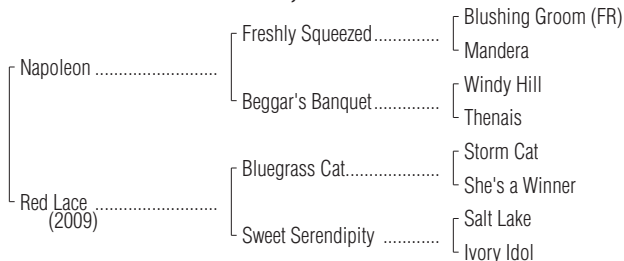 Blushing Groom (FR)
Freshly Squeezed..............
Mandera
Napoleon ..........................
Windy Hill
Beggar's Banquet..............
Thenais
Storm Cat
Bluegrass Cat....................
She's a Winner
Red Lace ..........................
(2009)
Salt Lake
Sweet Serendipity ............
Ivory Idol